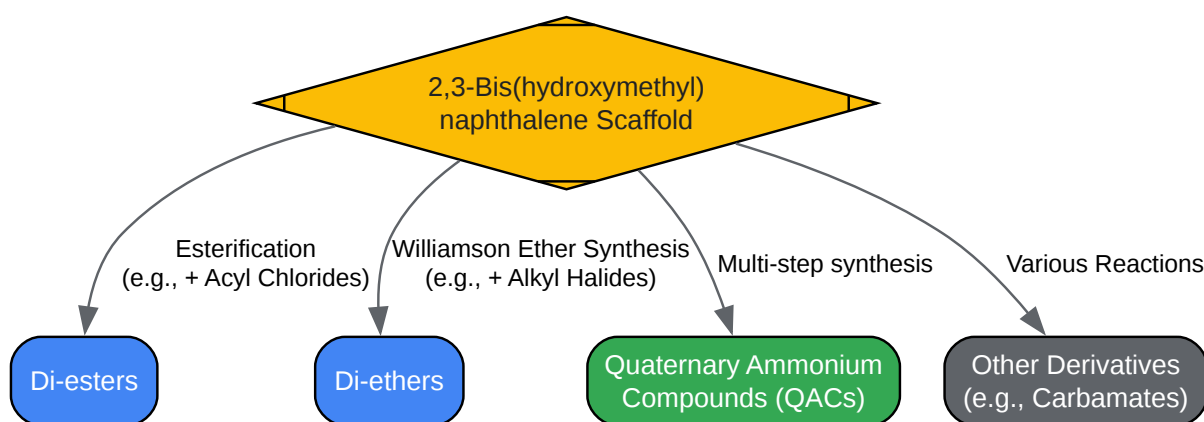 2,3-Bis(hydroxymethyl)
naphthalene Scaffold
Esterification
(e.g., + Acyl Chlorides)
Williamson Ether Synthesis
(e.g., + Alkyl Halides)
Multi-step synthesis
Various Reactions
Di-esters
Di-ethers
Quaternary Ammonium
Compounds (QACs)
Other Derivatives
(e.g., Carbamates)